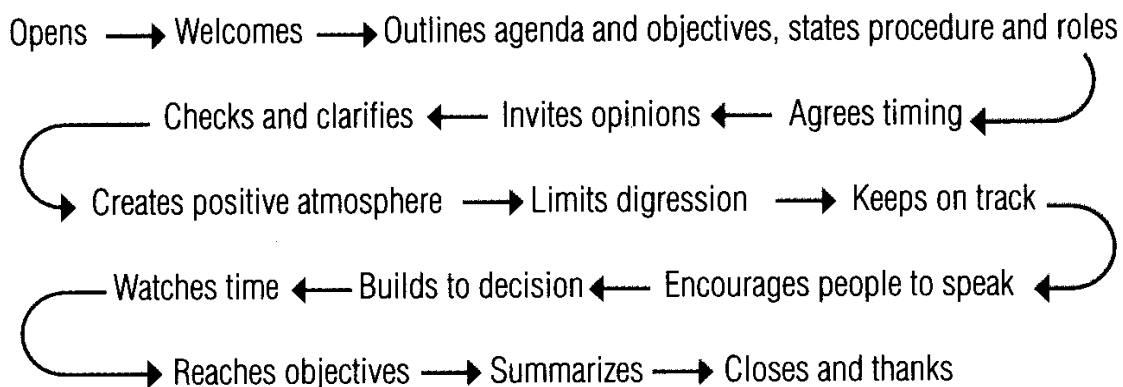 Opens Welcomes Outlines agenda and objectives, states procedure and roles
Checks and clarifies Invites opinions Agrees timing
Creates positive atmosphere Limits digression Keeps on track
Watches time Builds to decision Encourages people to speak
Reaches objectives Summarizes Closes and thanks